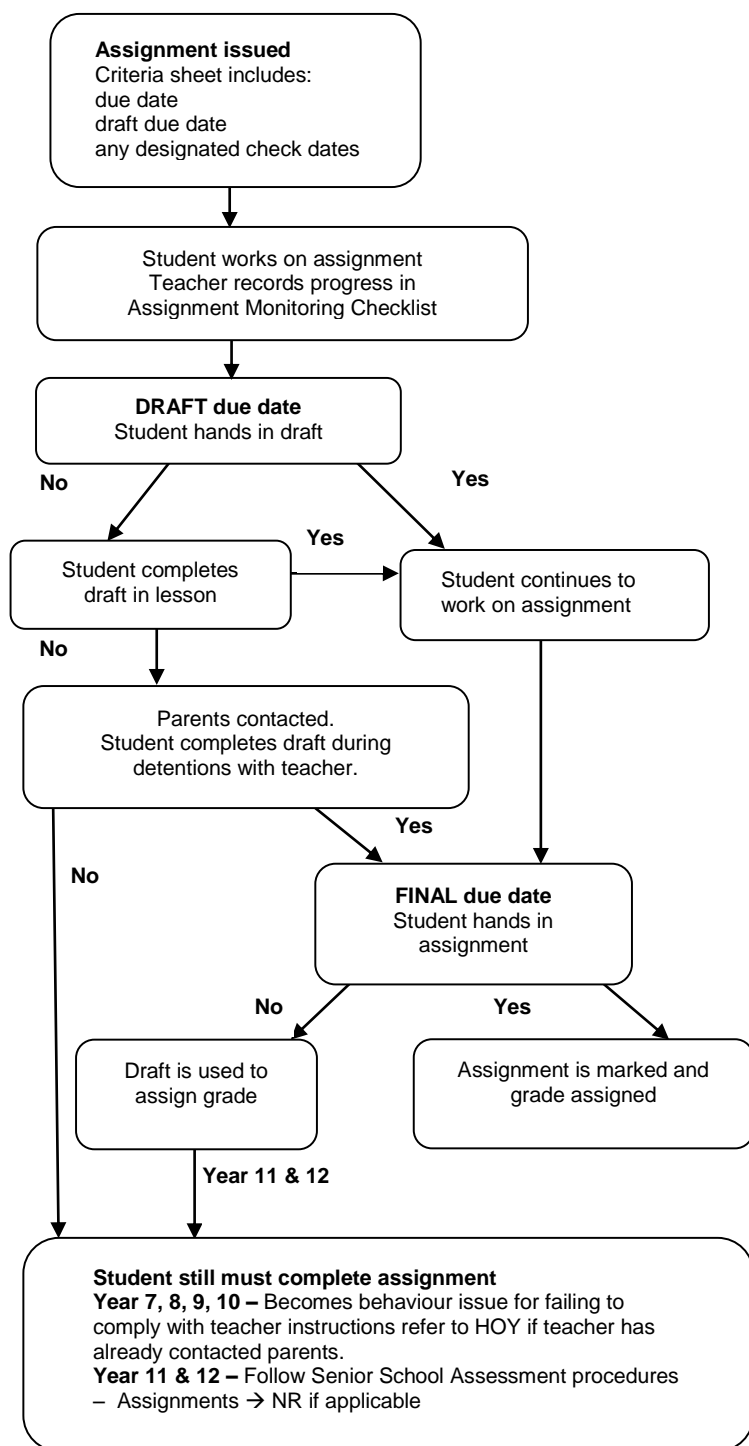 Assignment issued
Criteria sheet includes:
due date
draft due date
any designated check dates
Student works on assignment
Teacher records progress in
Assignment Monitoring Checklist
DRAFT due date
Student hands in draft
No
Yes
Student completes
draft in lesson
Yes
Student continues to
work on assignment
No
Parents contacted.
Student completes draft during
detentions with teacher.
Yes
No
FINAL due date
Student hands in
assignment
No
Yes
Draft is used to
assign grade
Assignment is marked and
grade assigned
Year 11 & 12
Student still must complete assignment
Year 7, 8, 9, 10 – Becomes behaviour issue for failing to
comply with teacher instructions refer to HOY if teacher has
already contacted parents.
Year 11 & 12 – Follow Senior School Assessment procedures
– Assignments → NR if applicable